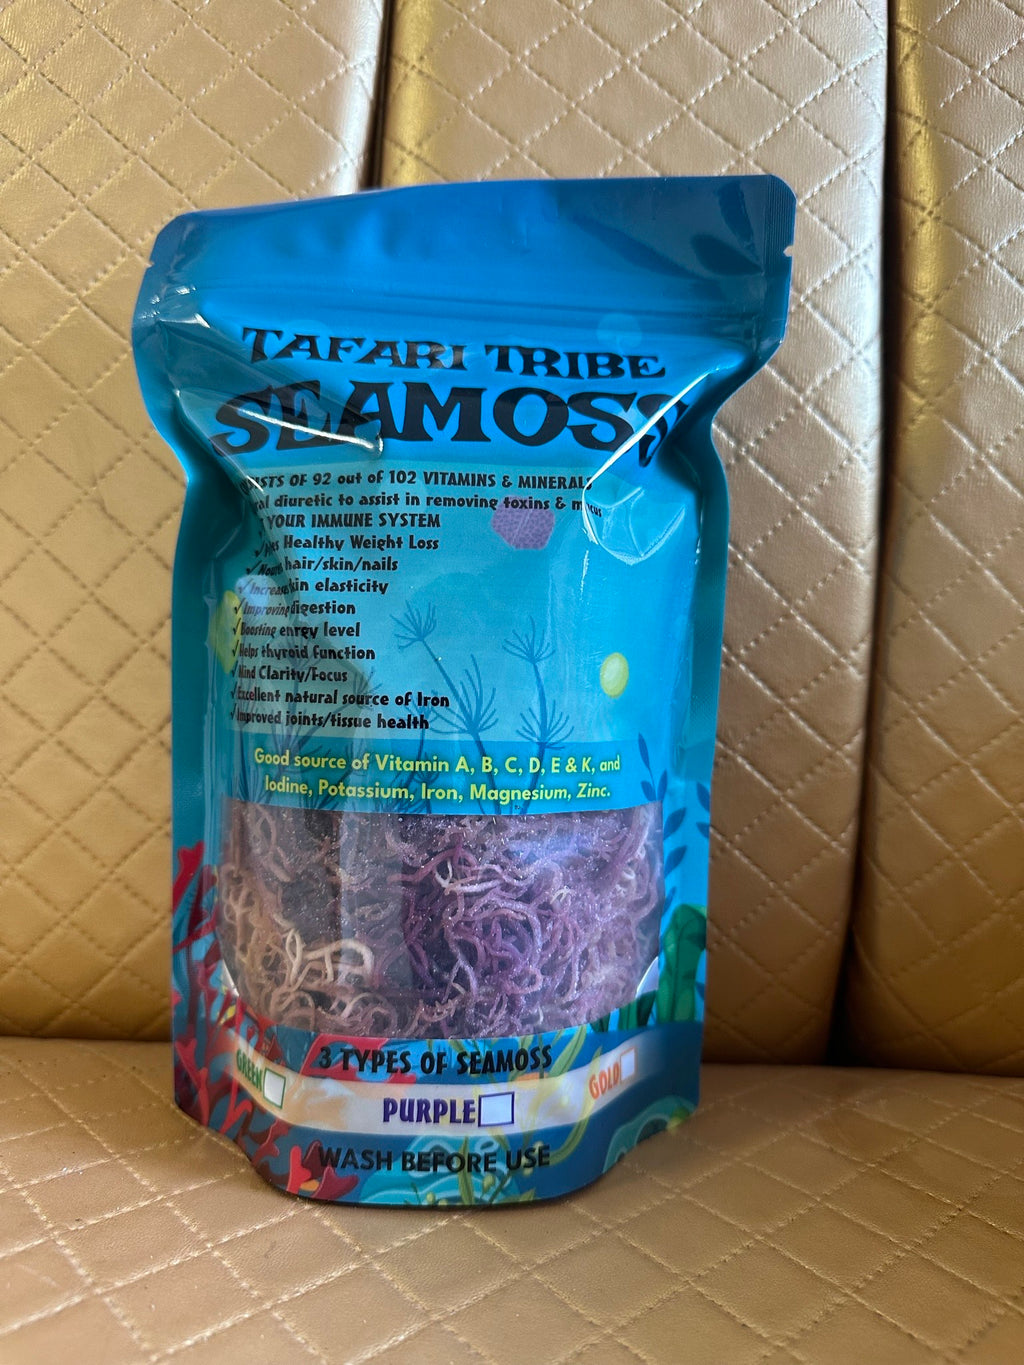 TAFARI TRIBE
SEAMOSS
OF 92 out of 102 VITAMINS & MINERALS
diuretic to assist in removing toxins &
YOUR IMMUNE SYSTEM
✓ Healthy Weight Loss
✓ hair/skin/nails
✓ Increase skin elasticity
✓ Improving digestion
✓ Boosting enrgy level
✓ Helps thyroid function
✓ Mind Clarity/Focus
✓ Excellent natural source of Iron
✓ Improved joints/tissue health
Good source of Vitamin A, B, C, D, E & K, and
Iodine, Potassium, Iron, Magnesium, Zinc.
3 TYPES OF SEAMOSS
GREEN
PURPLE
GOLD
WASH BEFORE USE